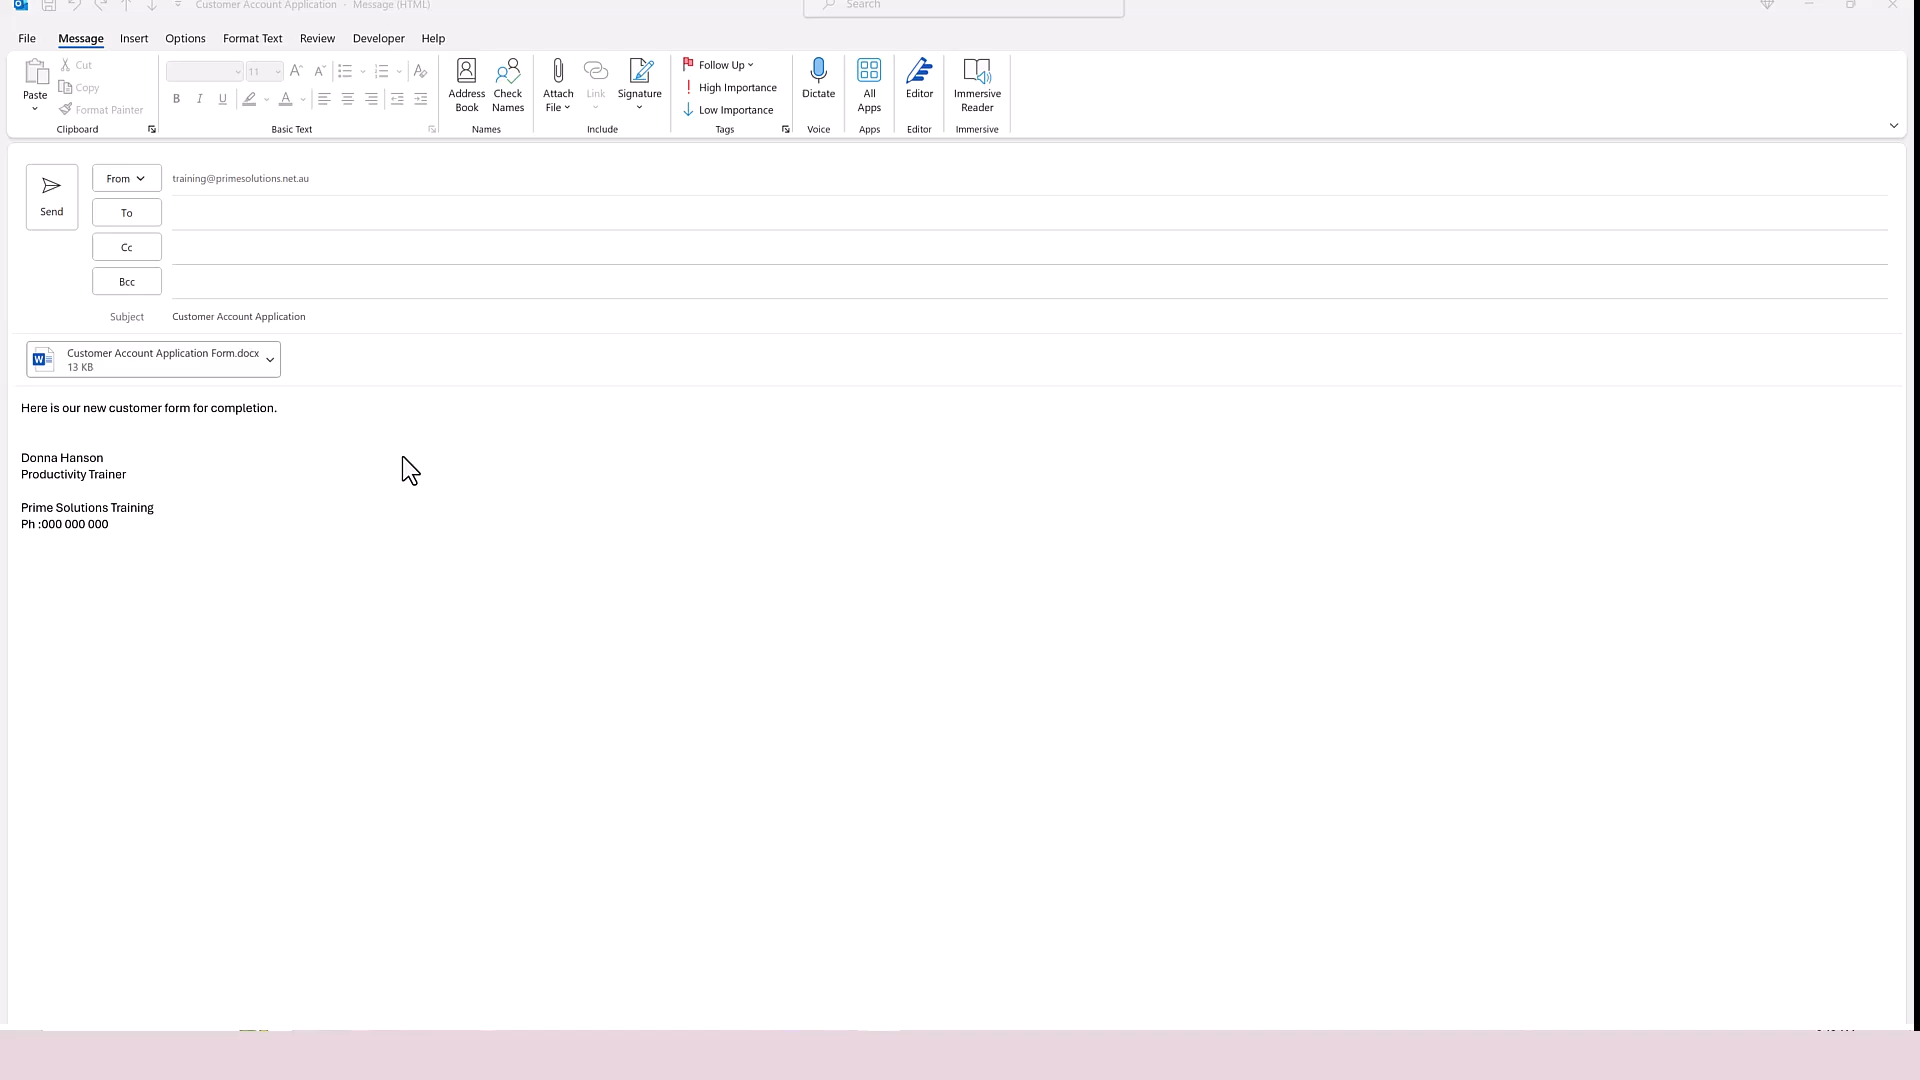 Customer Account Application - Message (HTML)
Search
File Message Insert Options Format Text Review Developer Help
Paste
Cut
Copy
Format Painter
Clipboard
11
B I U
Basic Text
Address Book
Check Names
Names
Attach File
Link
Signature
Include
Follow Up
High Importance
Low Importance
Tags
Dictate
Voice
All Apps
Apps
Editor
Editor
Immersive Reader
Immersive
Send
From training@primesolutions.net.au
To
Cc
Bcc
Subject Customer Account Application
Customer Account Application Form.docx
13 KB
Here is our new customer form for completion.
Donna Hanson
Productivity Trainer
Prime Solutions Training
Ph :000 000 000